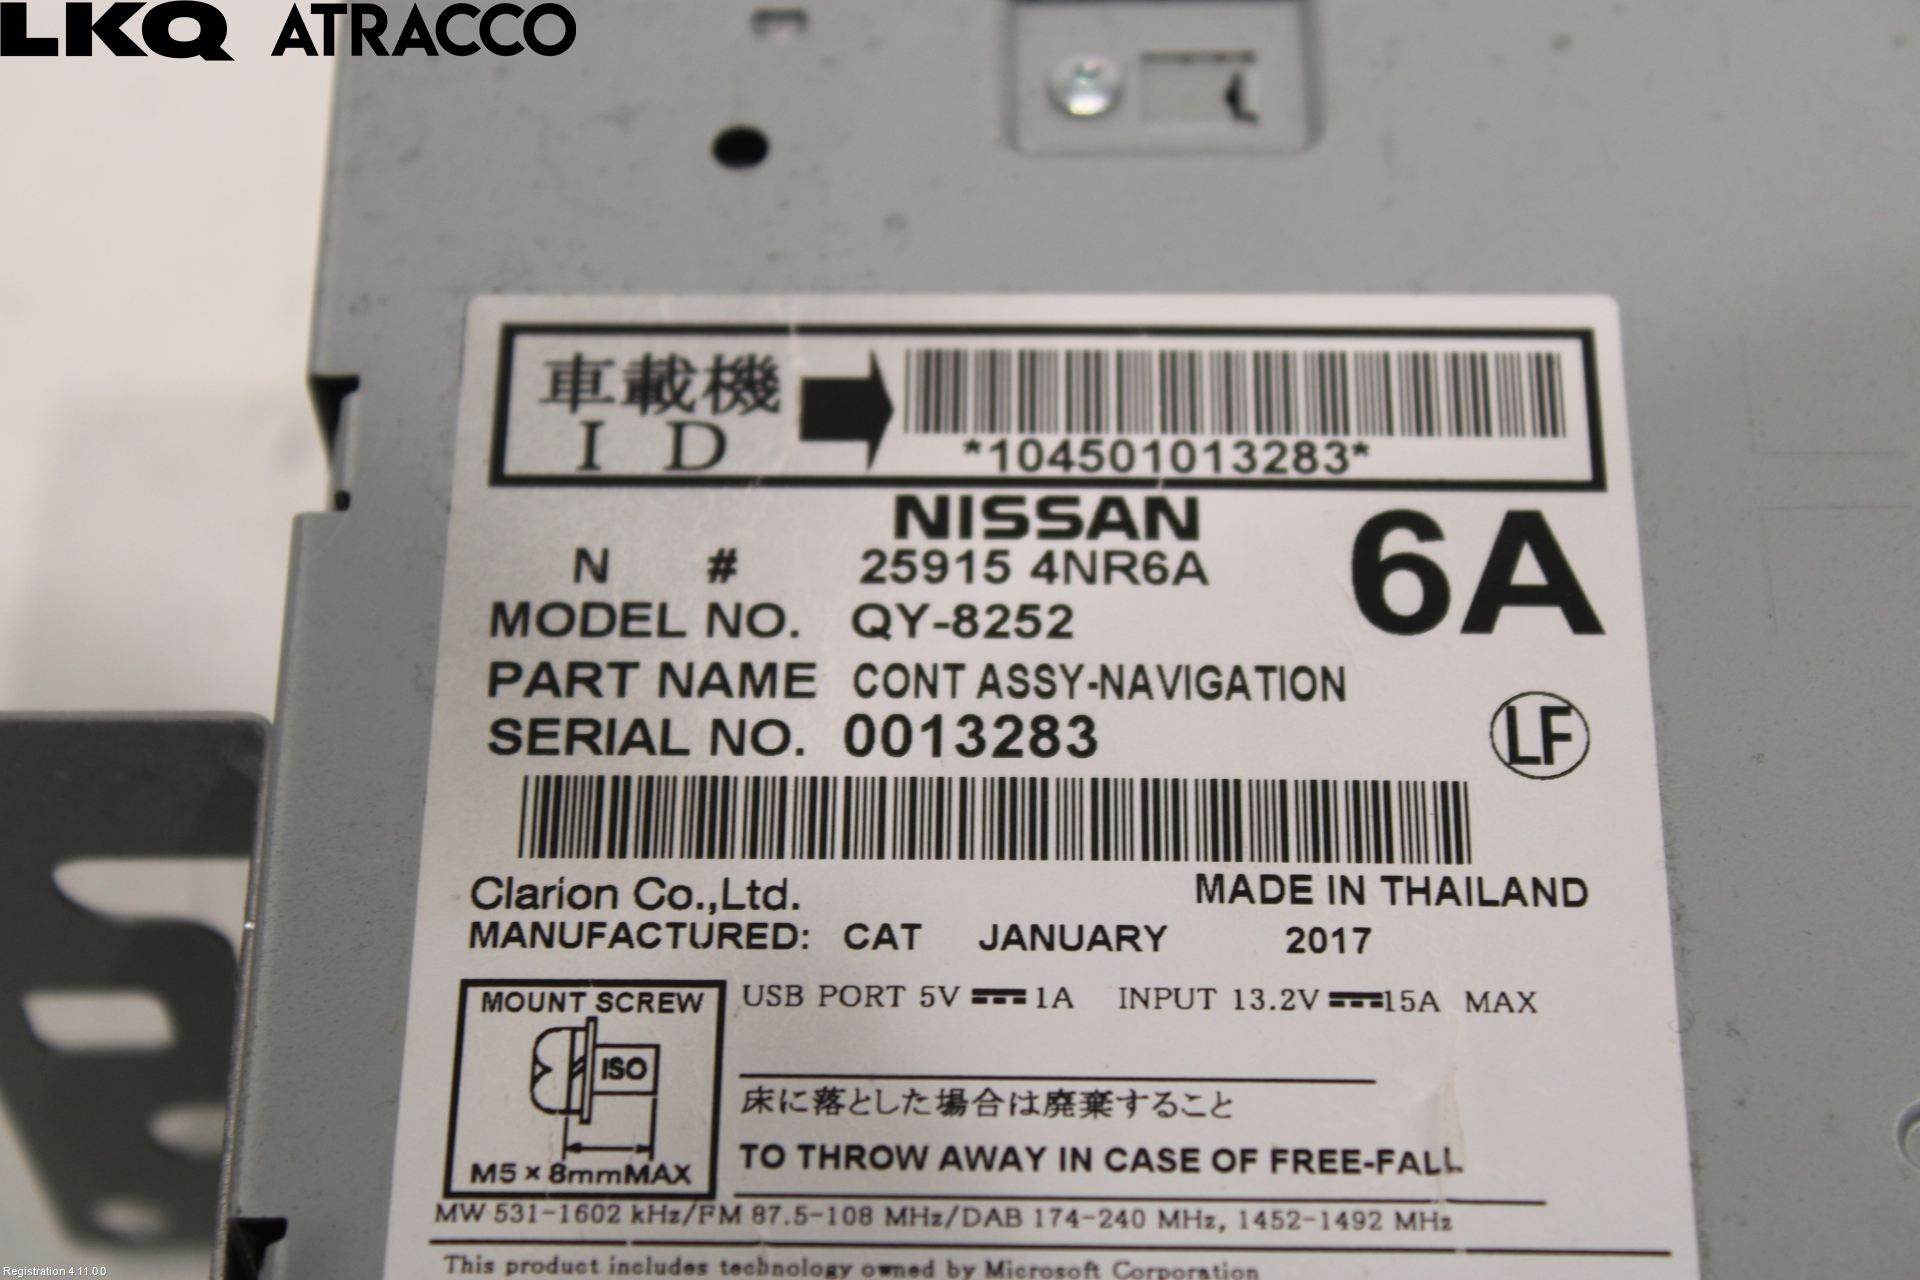 LKQ ATRACCO
車載機
I D
*104501013283*
NISSAN
6A
N # 25915 4NR6A
MODEL NO. QY-8252
PART NAME CONT ASSY-NAVIGATION
SERIAL NO. 0013283
LF
Clarion Co.,Ltd. MADE IN THAILAND
MANUFACTURED: CAT JANUARY 2017
MOUNT SCREW
ISO
M5×8mmMAX
USB PORT 5V 1A INPUT 13.2V 15A MAX
床に落とした場合は廃棄すること
TO THROW AWAY IN CASE OF FREE-FALL
MW 531-1602 kHz/FM 87.5-108 MHz/DAB 174-240 MHz, 1452-1492 MHz
This product includes technology owned by Microsoft Corporation
Registration 4.11.0.0